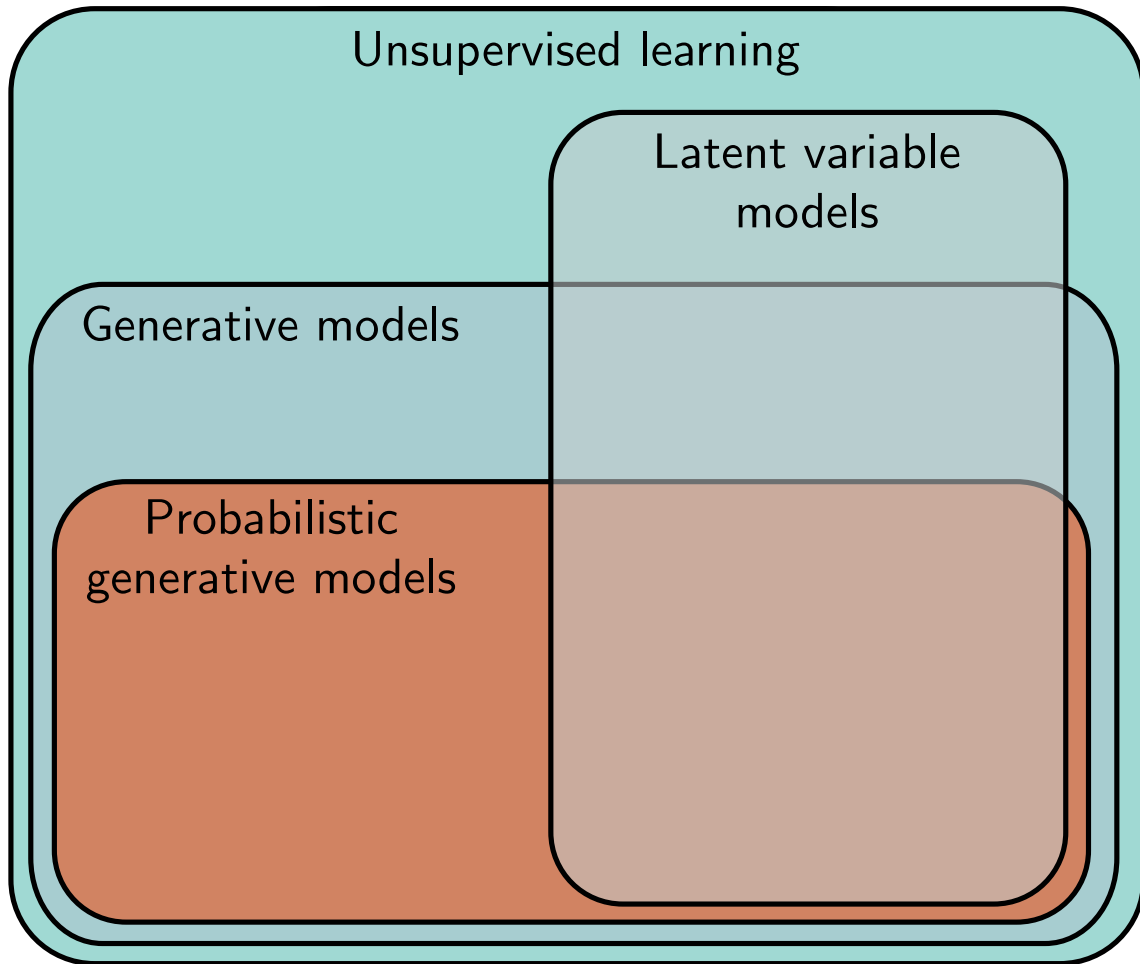 Unsupervised learning
Latent variable
models
Generative models
Probabilistic
generative models